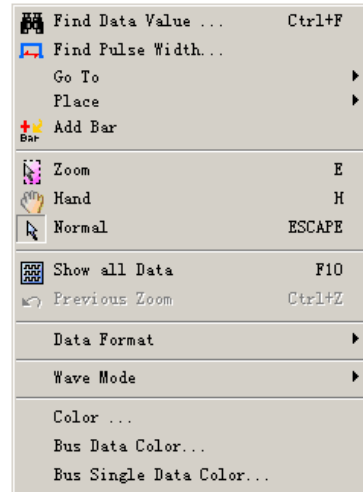 Find Data Value ... Ctrl+F
Find Pulse Width...
Go To
Place
Bar Add Bar
Zoom E
Hand H
Normal ESCAPE
Show all Data F10
Previous Zoom Ctrl+Z
Data Format
Wave Mode
Color ...
Bus Data Color...
Bus Single Data Color...